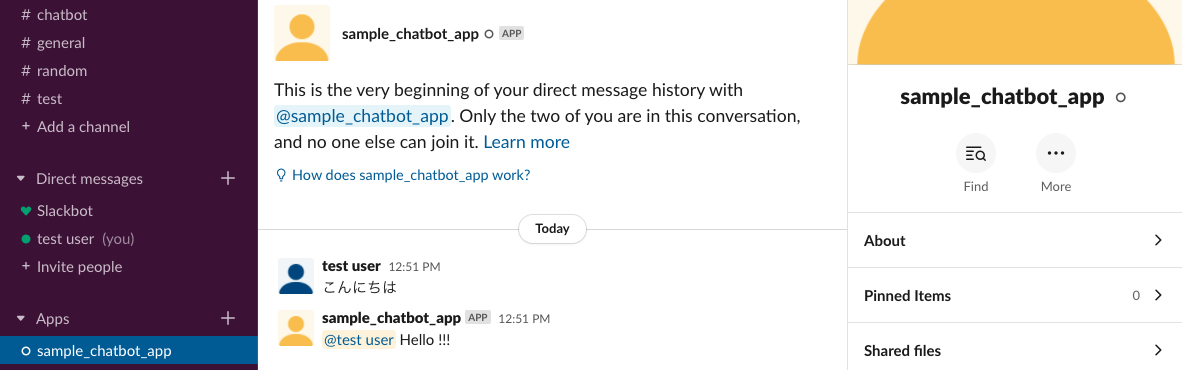 # chatbot
# general
# random
# test
+ Add a channel
Direct messages +
Slackbot
test user (you)
+ Invite people
Apps +
sample_chatbot_app
sample_chatbot_app APP
This is the very beginning of your direct message history with
@sample_chatbot_app. Only the two of you are in this conversation,
and no one else can join it. Learn more
How does sample_chatbot_app work?
Today
test user 12:51 PM
こんにちは
sample_chatbot_app APP 12:51 PM
@test user Hello !!!
sample_chatbot_app
Find
More
About
Pinned Items 0
Shared files